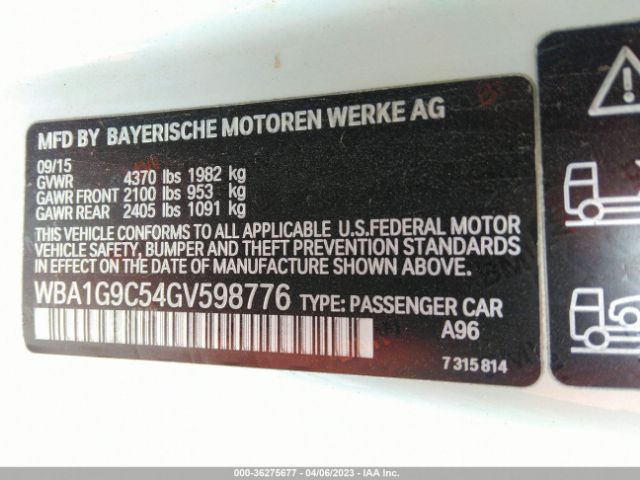 MFD BY BAYERISCHE MOTOREN WERKE AG
09/15
GVWR 4370 lbs 1982 kg
GAWR FRONT 2100 lbs 953 kg
GAWR REAR 2405 lbs 1091 kg
THIS VEHICLE CONFORMS TO ALL APPLICABLE U.S.FEDERAL MOTOR
VEHICLE SAFETY, BUMPER AND THEFT PREVENTION STANDARDS
IN EFFECT ON THE DATE OF MANUFACTURE SHOWN ABOVE.
WBA1G9C54GV598776 TYPE: PASSENGER CAR
A96
7 315 814
000-36275677 - 04/06/2023 - IAA Inc.